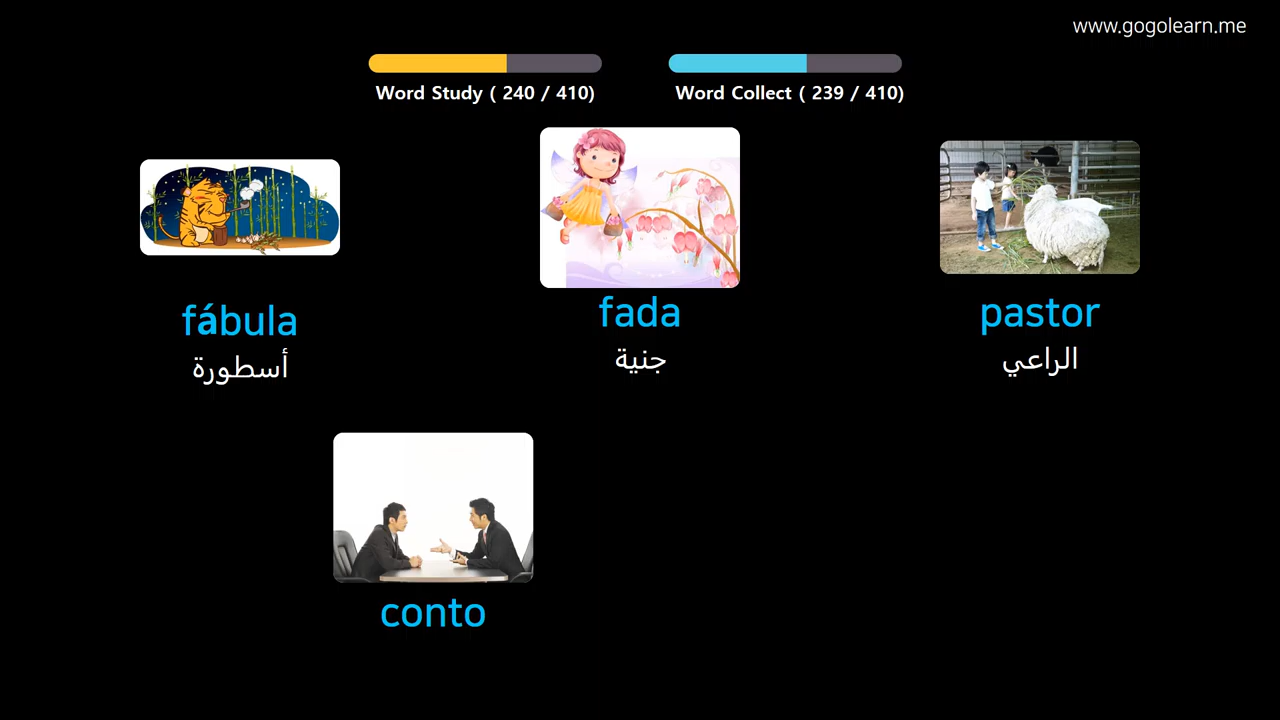 www.gogolearn.me
Word Study ( 240 / 410)
Word Collect ( 239 / 410)
fábula
أسطورة
fada
جنية
pastor
الراعي
conto